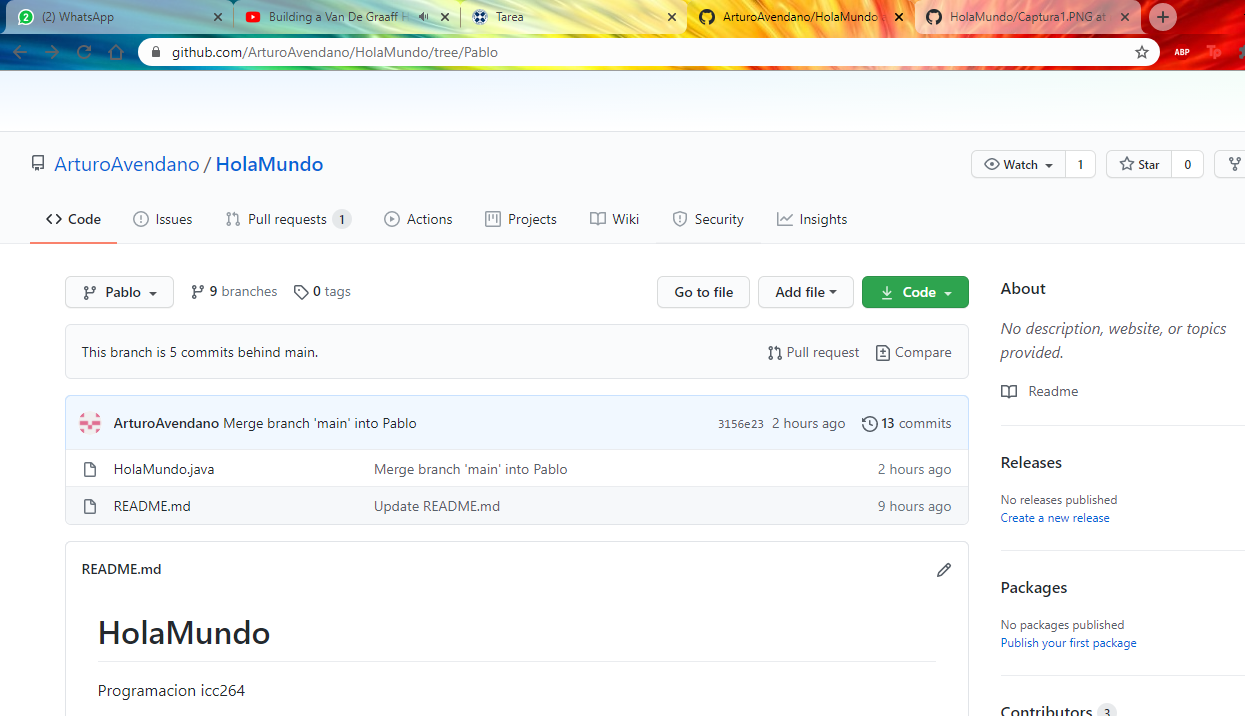 (2) WhatsApp
Building a Van De Graaff
Tarea
ArturoAvendano/HolaMundo
HolaMundo/Captura1.PNG at
github.com/ArturoAvendano/HolaMundo/tree/Pablo
ABP
ArturoAvendano / HolaMundo
Watch 1 Star 0
Code Issues Pull requests 1 Actions Projects Wiki Security Insights
Pablo 9 branches 0 tags Go to file Add file Code
This branch is 5 commits behind main. Pull request Compare
ArturoAvendano Merge branch 'main' into Pablo 3156e23 2 hours ago 13 commits
HolaMundo.java Merge branch 'main' into Pablo 2 hours ago
README.md Update README.md 9 hours ago
README.md
HolaMundo
Programacion icc264
About
No description, website, or topics
provided.
Readme
Releases
No releases published
Create a new release
Packages
No packages published
Publish your first package
Contributors 3